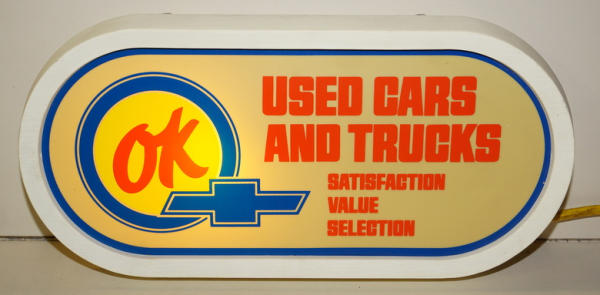 OK
USED CARS
AND TRUCKS
SATISFACTION
VALUE
SELECTION